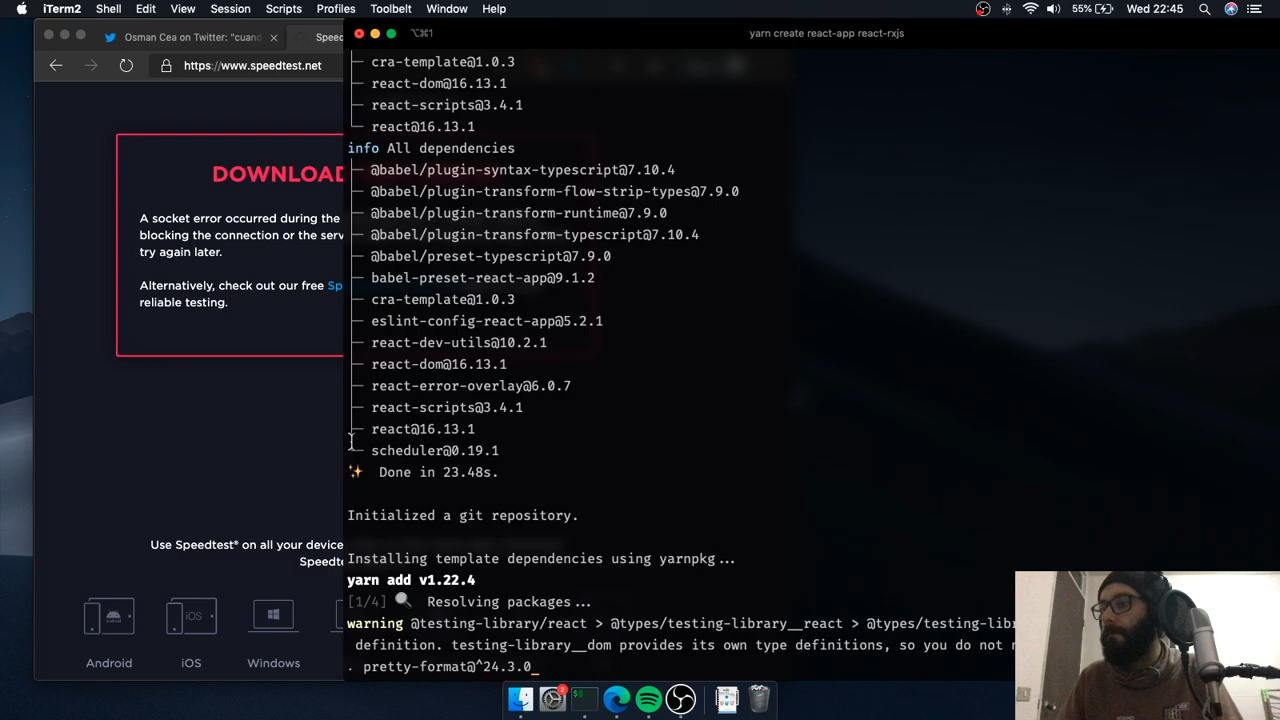 iTerm2 Shell Edit View Session Scripts Profiles Toolbelt Window Help 55% Wed 22:45
Osman Cea on Twitter: "cuand
Speed
https://www.speedtest.net
DOWNLOAD
A socket error occurred during the
blocking the connection or the serv
try again later.
Alternatively, check out our free Sp
reliable testing.
Use Speedtest® on all your device
Speedte
Android iOS Windows
⌥⌘1 yarn create react-app react-rxjs
├─ cra-template@1.0.3
├─ react-dom@16.13.1
├─ react-scripts@3.4.1
└─ react@16.13.1
info All dependencies
├─ @babel/plugin-syntax-typescript@7.10.4
├─ @babel/plugin-transform-flow-strip-types@7.9.0
├─ @babel/plugin-transform-runtime@7.9.0
├─ @babel/plugin-transform-typescript@7.10.4
├─ @babel/preset-typescript@7.9.0
├─ babel-preset-react-app@9.1.2
├─ cra-template@1.0.3
├─ eslint-config-react-app@5.2.1
├─ react-dev-utils@10.2.1
├─ react-dom@16.13.1
├─ react-error-overlay@6.0.7
├─ react-scripts@3.4.1
├─ react@16.13.1
└─ scheduler@0.19.1
✨ Done in 23.48s.
Initialized a git repository.
Installing template dependencies using yarnpkg...
yarn add v1.22.4
[1/4] 🔍 Resolving packages...
warning @testing-library/react > @types/testing-library__react > @types/testing-lib
definition. testing-library__dom provides its own type definitions, so you do not
. pretty-format@^24.3.0
2